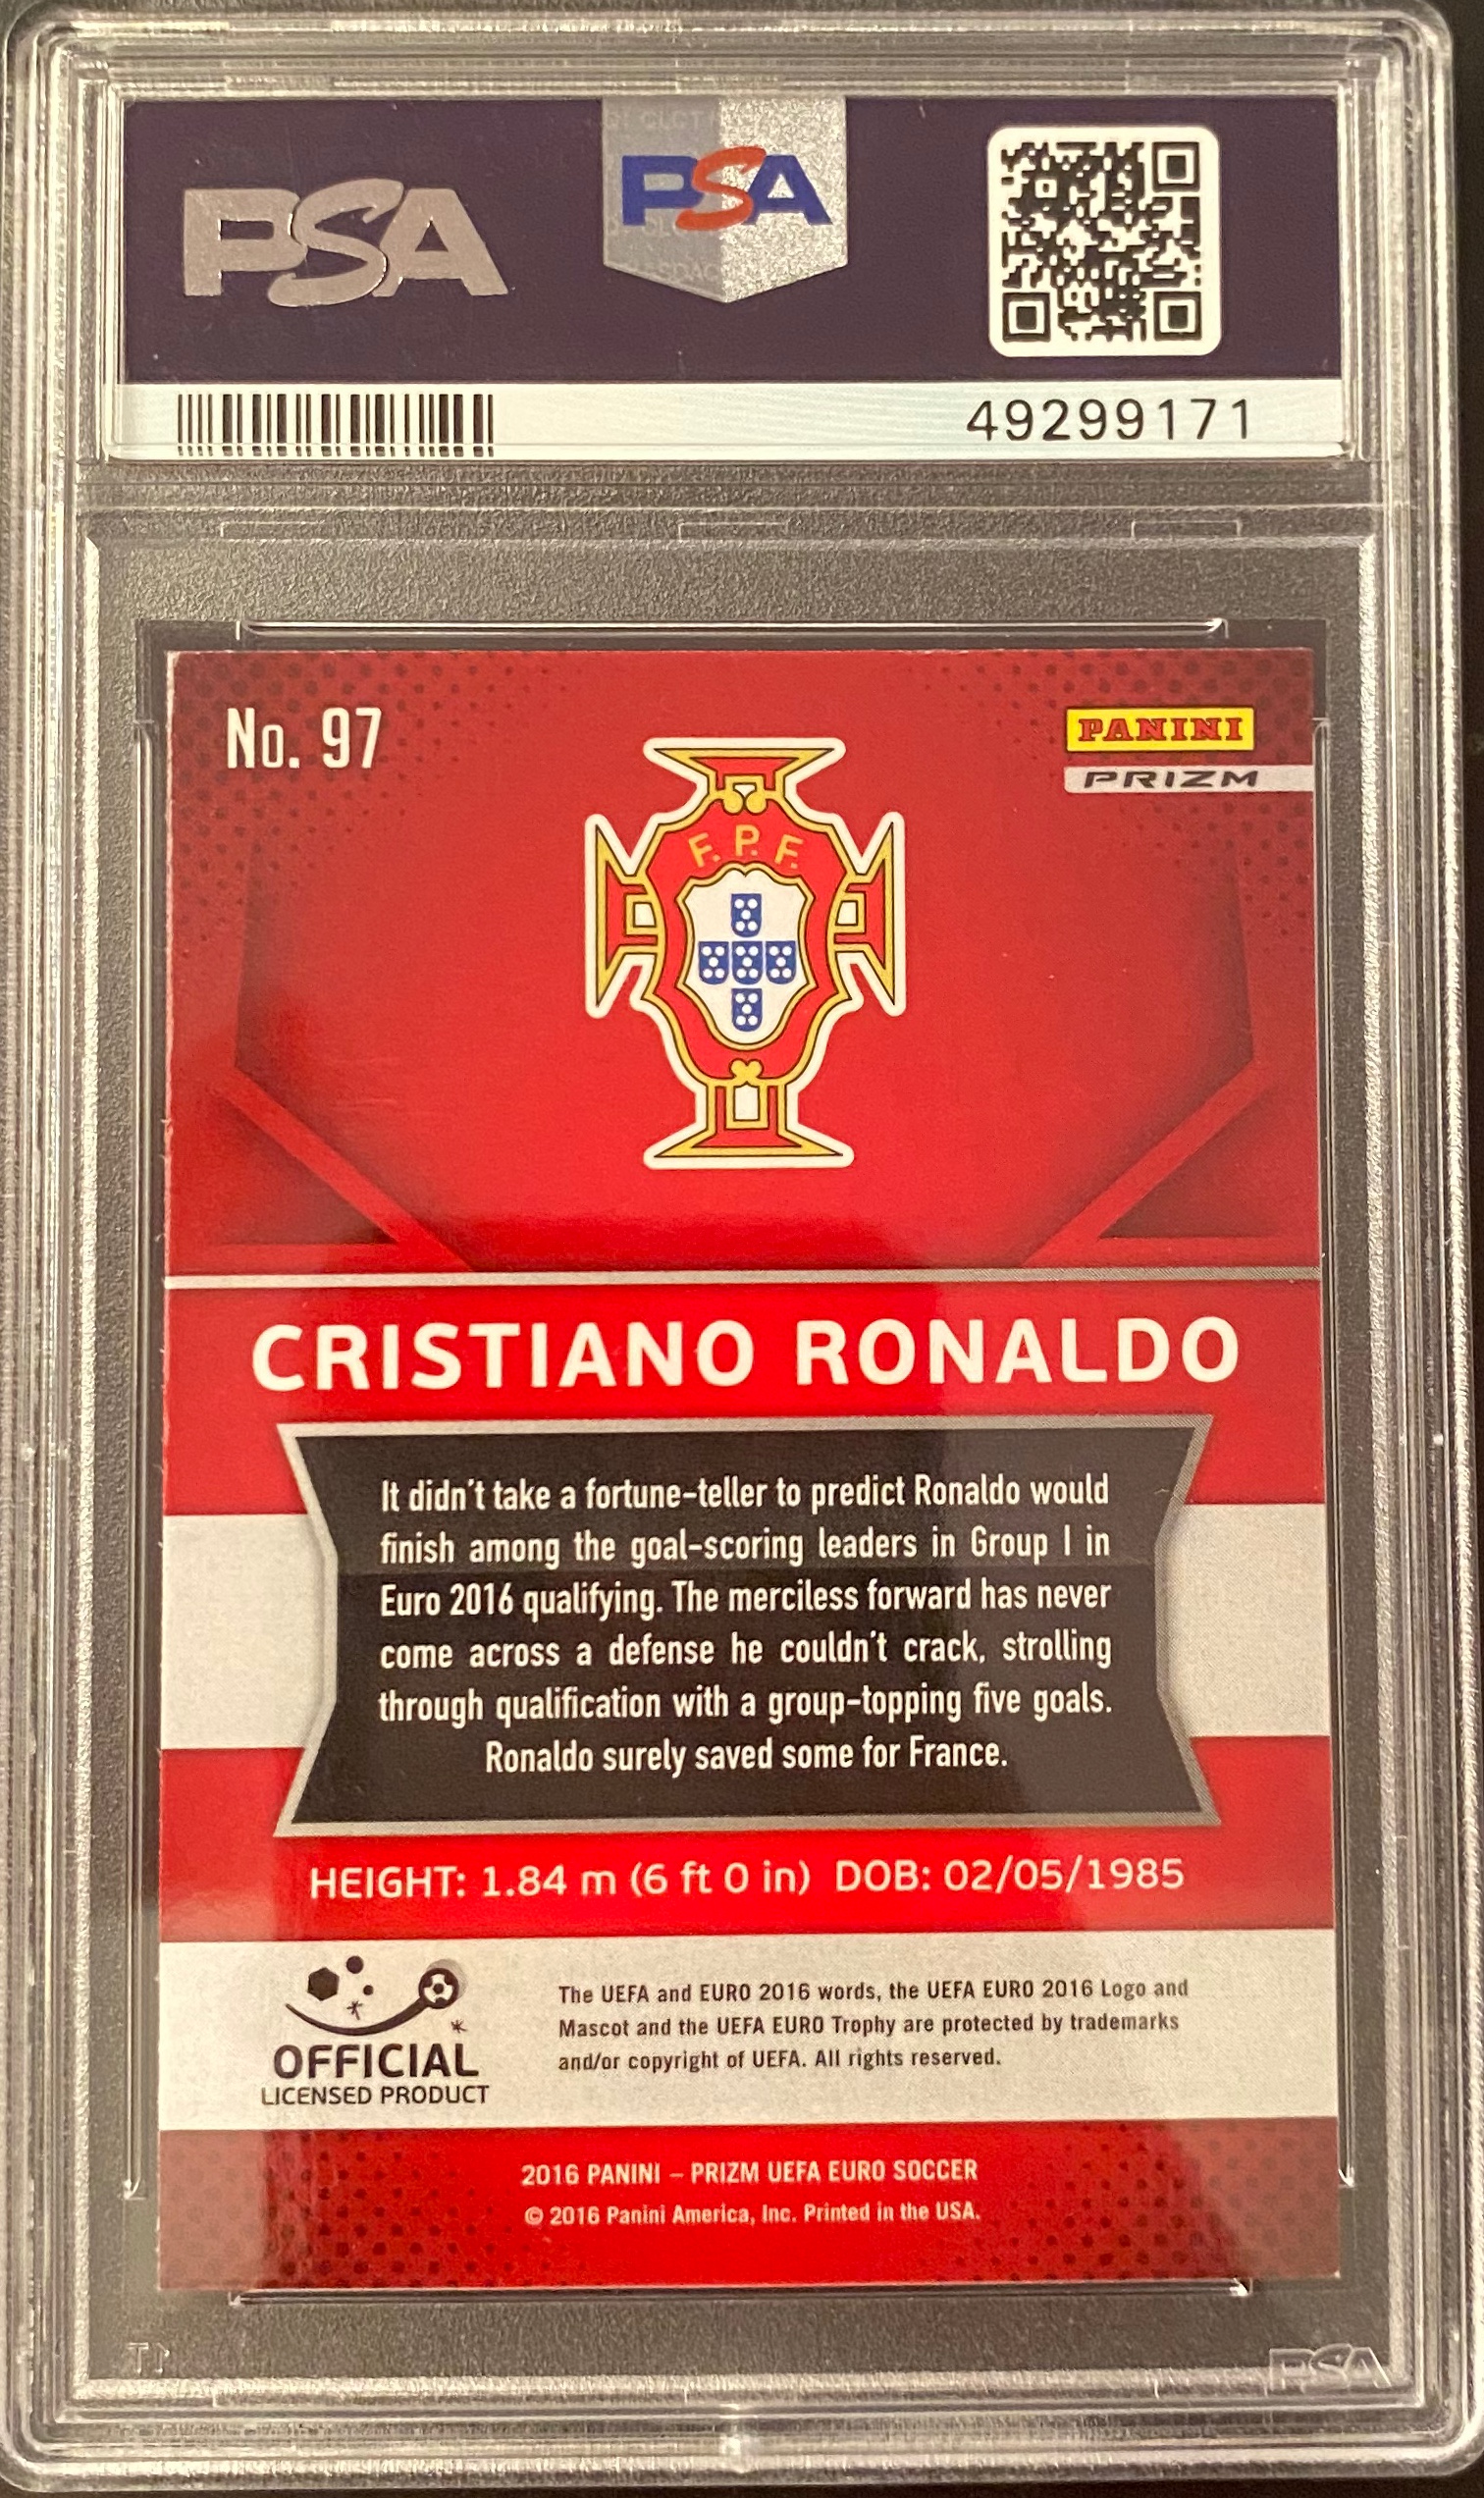 PSA
PSA
49299171
No. 97
PANINI
PRIZM
F. P. F.
CRISTIANO RONALDO
It didn't take a fortune-teller to predict Ronaldo would
finish among the goal-scoring leaders in Group I in
Euro 2016 qualifying. The merciless forward has never
come across a defense he couldn't crack, strolling
through qualification with a group-topping five goals.
Ronaldo surely saved some for France.
HEIGHT: 1.84 m (6 ft 0 in) DOB: 02/05/1985
OFFICIAL
LICENSED PRODUCT
The UEFA and EURO 2016 words, the UEFA EURO 2016 Logo and
Mascot and the UEFA EURO Trophy are protected by trademarks
and/or copyright of UEFA. All rights reserved.
2016 PANINI – PRIZM UEFA EURO SOCCER
© 2016 Panini America, Inc. Printed in the USA.
PSA